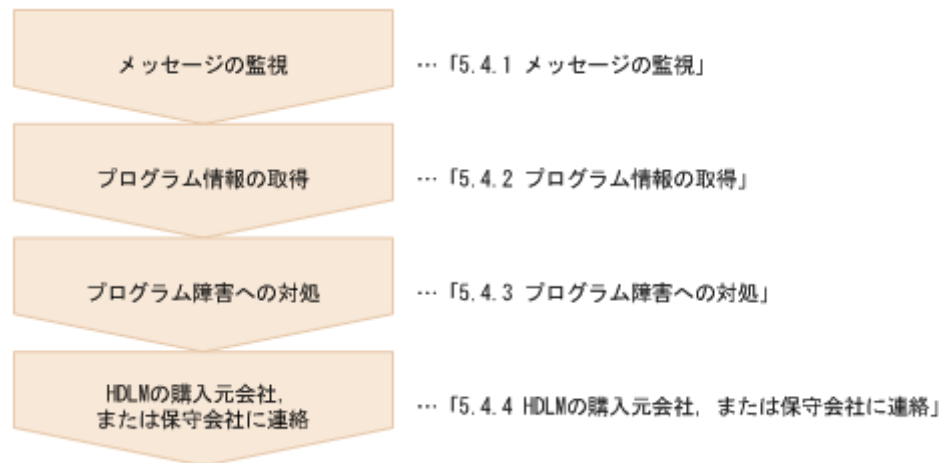 メッセージの監視 … 「5.4.1 メッセージの監視」
プログラム情報の取得 … 「5.4.2 プログラム情報の取得」
プログラム障害への対処 … 「5.4.3 プログラム障害への対処」
HDLMの購入元会社,
または保守会社に連絡 … 「5.4.4 HDLMの購入元会社, または保守会社に連絡」